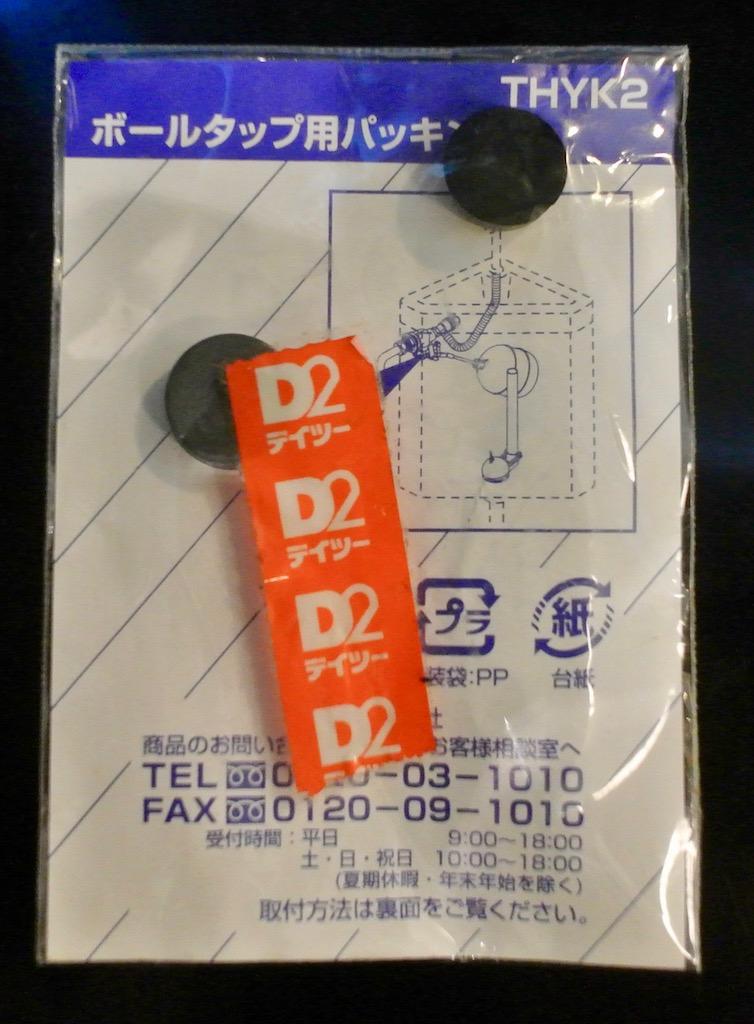 THYK2
ボールタップ用パッキ
D2
テイツー
D2
テイツー
D2
テイツー
D2
プラ
紙
装袋:PP
台紙
社
商品のお問い
お客様相談室へ
TEL 0120-03-1010
FAX 0120-09-1010
受付時間:平日 9:00~18:00
土・日・祝日 10:00~18:00
(夏期休暇・年末年始を除く)
取付方法は裏面をご覧ください。